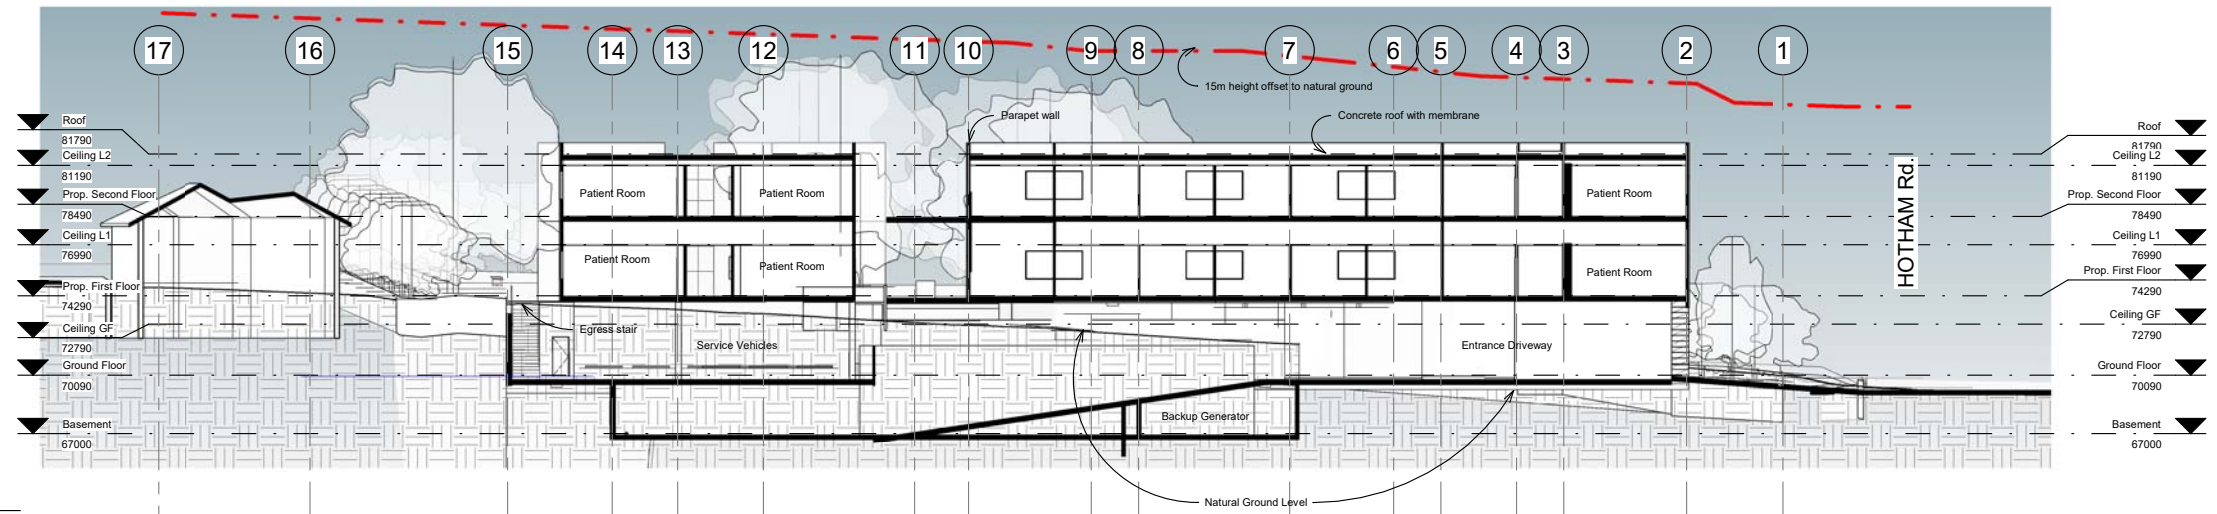 17 16 15 14 13 12 11 10 9 8 7 6 5 4 3 2 1
15m height offset to natural ground
Parapet wall
Concrete roof with membrane
Roof
81790
Ceiling L2
81190
Prop. Second Floor
78490
Ceiling L1
76990
Prop. First Floor
74290
Ceiling GF
72790
Ground Floor
70090
Basement
67000
Patient Room
Patient Room
Patient Room
Patient Room
Patient Room
Patient Room
Egress stair
Service Vehicles
Entrance Driveway
Backup Generator
Natural Ground Level
HOTHAM Rd.
Roof
81790
Ceiling L2
81190
Prop. Second Floor
78490
Ceiling L1
76990
Prop. First Floor
74290
Ceiling GF
72790
Ground Floor
70090
Basement
67000